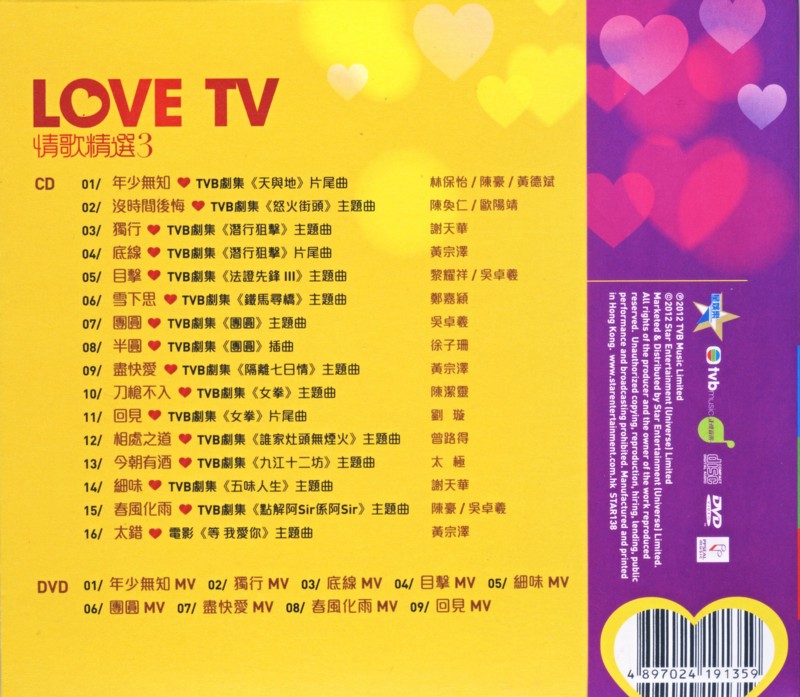 LOVE TV
情歌精選3
CD 01/ 年少無知 ♥ TVB劇集《天與地》片尾曲 林保怡/陳豪/黃德斌
02/ 沒時間後悔 ♥ TVB劇集《怒火街頭》主題曲 陳奐仁/歐陽靖
03/ 獨行 ♥ TVB劇集《潛行狙擊》主題曲 謝天華
04/ 底線 ♥ TVB劇集《潛行狙擊》片尾曲 黃宗澤
05/ 目擊 ♥ TVB劇集《法證先鋒III》主題曲 黎耀祥/吳卓羲
06/ 雪下思 ♥ TVB劇集《鐵馬尋橋》主題曲 鄭嘉穎
07/ 團圓 ♥ TVB劇集《團圓》主題曲 吳卓羲
08/ 半圓 ♥ TVB劇集《團圓》插曲 徐子珊
09/ 盡快愛 ♥ TVB劇集《隔離七日情》主題曲 黃宗澤
10/ 刀槍不入 ♥ TVB劇集《女拳》主題曲 陳潔靈
11/ 回見 ♥ TVB劇集《女拳》片尾曲 劉 璇
12/ 相處之道 ♥ TVB劇集《誰家灶頭無煙火》主題曲 曾路得
13/ 今朝有酒 ♥ TVB劇集《九江十二坊》主題曲 太 極
14/ 細味 ♥ TVB劇集《五味人生》主題曲 謝天華
15/ 春風化雨 ♥ TVB劇集《點解阿Sir係阿Sir》主題曲 陳豪/吳卓羲
16/ 太錯 ♥ 電影《等 我愛你》主題曲 黃宗澤
DVD 01/ 年少無知 MV 02/ 獨行 MV 03/ 底線 MV 04/ 目擊 MV 05/ 細味 MV
06/ 團圓 MV 07/ 盡快愛 MV 08/ 春風化雨 MV 09/ 回見 MV
℗2012 TVB Music Limited
©2012 Star Entertainment (Universe) Limited
Marketed & Distributed by Star Entertainment (Universe) Limited.
All rights of the producer and the owner of the work reproduced
reserved. Unauthorized copying, reproduction, hiring, lending, public
performance and broadcasting prohibited. Manufactured and printed
in Hong Kong. www.starentertainment.com.hk STAR138
星娛樂
tvb music
disc
DVD
4 897024 191359